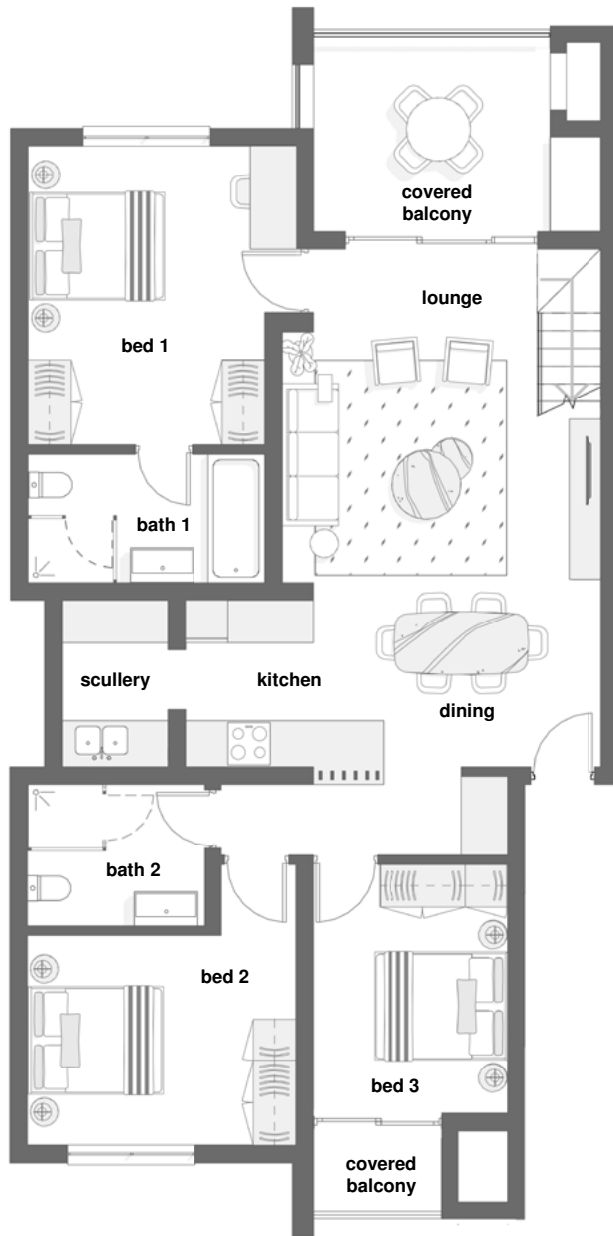 covered
balcony
lounge
bed 1
bath 1
scullery
kitchen
dining
bath 2
bed 2
bed 3
covered
balcony